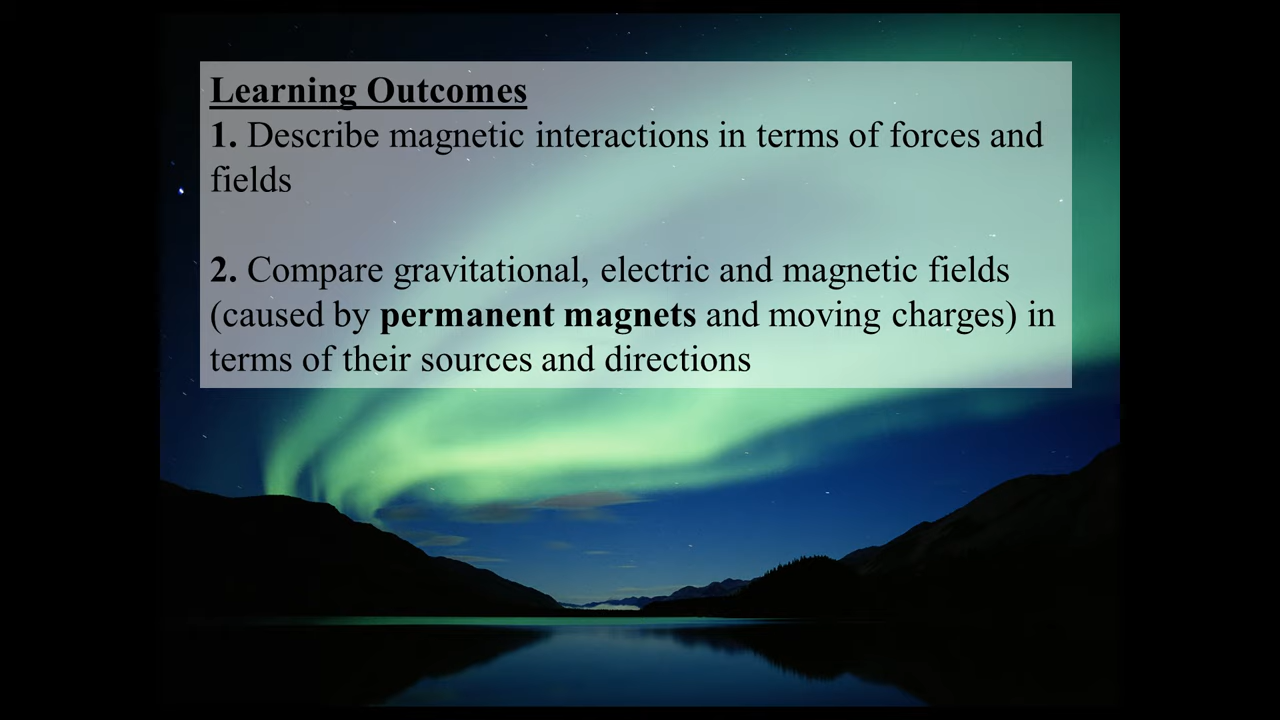 Learning Outcomes
1. Describe magnetic interactions in terms of forces and
fields
2. Compare gravitational, electric and magnetic fields
(caused by permanent magnets and moving charges) in
terms of their sources and directions